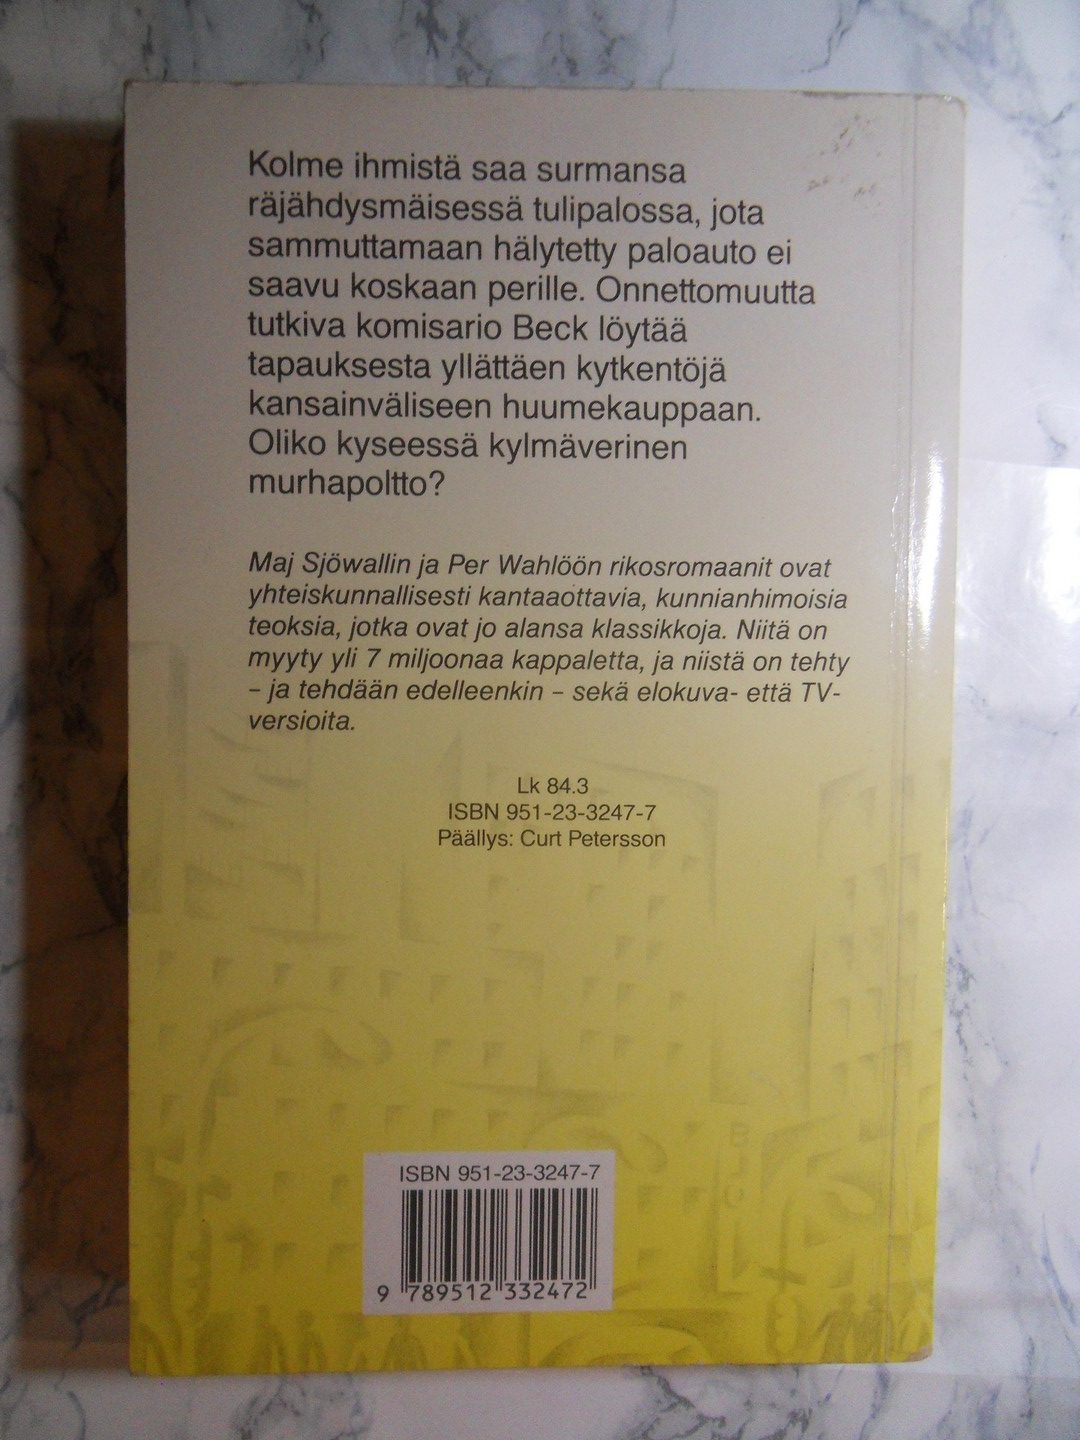 Kolme ihmistä saa surmansa
räjähdysmäisessä tulipalossa, jota
sammuttamaan hälytetty paloauto ei
saavu koskaan perille. Onnettomuutta
tutkiva komisario Beck löytää
tapauksesta yllättäen kytkentöjä
kansainväliseen huumekauppaan.
Oliko kyseessä kylmäverinen
murhapoltto?
Maj Sjöwallin ja Per Wahlöön rikosromaanit ovat
yhteiskunnallisesti kantaaottavia, kunnianhimoisia
teoksia, jotka ovat jo alansa klassikkoja. Niitä on
myyty yli 7 miljoonaa kappaletta, ja niistä on tehty
– ja tehdään edelleenkin – sekä elokuva- että TV-
versioita.
Lk 84.3
ISBN 951-23-3247-7
Päällys: Curt Petersson
ISBN 951-23-3247-7
9 789512 332472